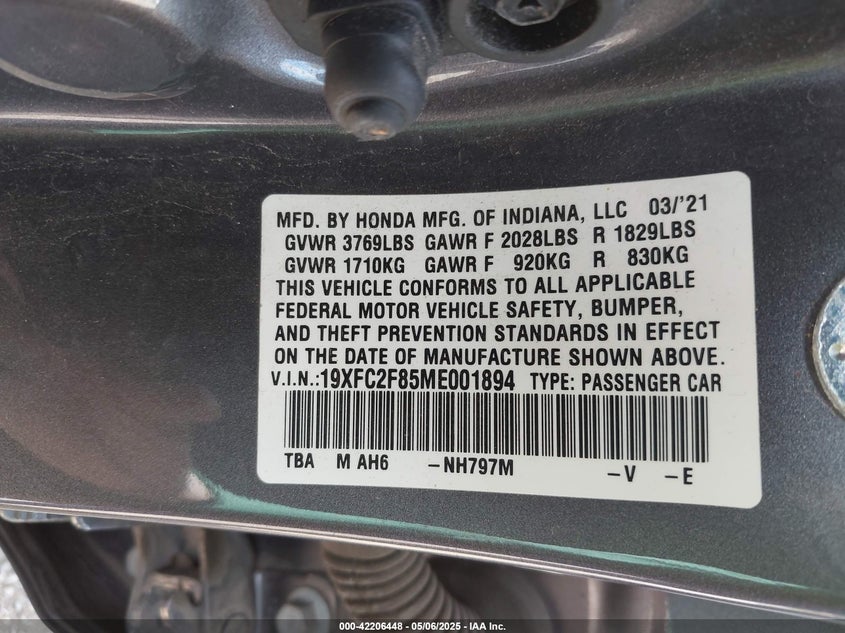 MFD. BY HONDA MFG. OF INDIANA, LLC 03/'21
GVWR 3769LBS GAWR F 2028LBS R 1829LBS
GVWR 1710KG GAWR F 920KG R 830KG
THIS VEHICLE CONFORMS TO ALL APPLICABLE
FEDERAL MOTOR VEHICLE SAFETY, BUMPER,
AND THEFT PREVENTION STANDARDS IN EFFECT
ON THE DATE OF MANUFACTURE SHOWN ABOVE.
V.I.N.:19XFC2F85ME001894 TYPE: PASSENGER CAR
TBA M AH6 -NH797M -V -E
000-42206448 - 05/06/2025 - IAA, Inc.